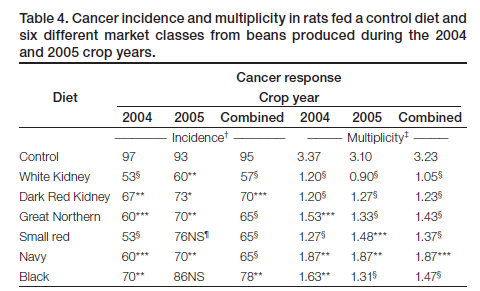 Table 4. Cancer incidence and multiplicity in rats fed a control diet and
six different market classes from beans produced during the 2004
and 2005 crop years.
Cancer response
Diet Crop year
2004 2005 Combined 2004 2005 Combined
Incidence† Multiplicity‡
Control 97 93 95 3.37 3.10 3.23
White Kidney 53§ 60** 57§ 1.20§ 0.90§ 1.05§
Dark Red Kidney 67** 73* 70*** 1.20§ 1.27§ 1.23§
Great Northern 60*** 70** 65§ 1.53*** 1.33§ 1.43§
Small red 53§ 76NS¶ 65§ 1.27§ 1.48*** 1.37§
Navy 60*** 70** 65§ 1.87** 1.87** 1.87***
Black 70** 86NS 78** 1.63** 1.31§ 1.47§